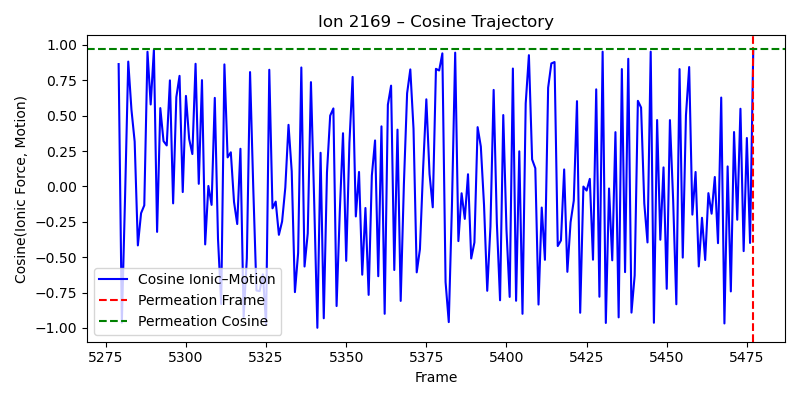 Ion 2169 – Cosine Trajectory
Cosine(Ionic Force, Motion)
1.00
0.75
0.50
0.25
0.00
−0.25
−0.50
−0.75
−1.00
Cosine Ionic–Motion
Permeation Frame
Permeation Cosine
5275 5300 5325 5350 5375 5400 5425 5450 5475
Frame